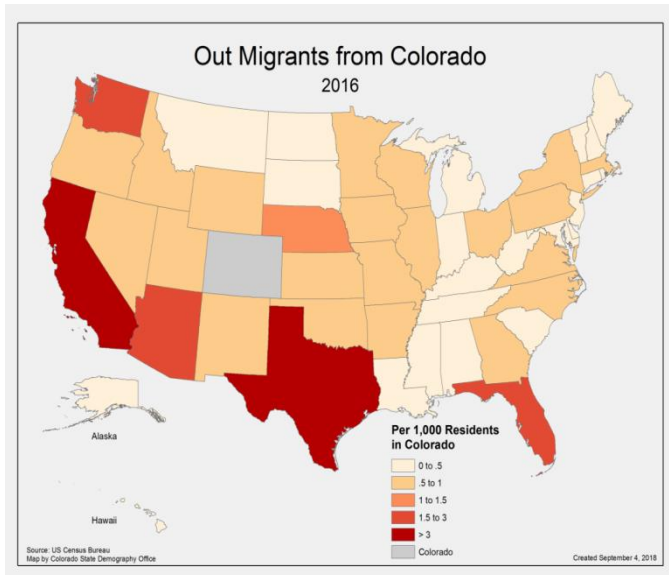 Out Migrants from Colorado
2016
Alaska
Hawaii
Per 1,000 Residents
in Colorado
0 to .5
.5 to 1
1 to 1.5
1.5 to 3
> 3
Colorado
Source: US Census Bureau
Map by Colorado State Demography Office
Created September 4, 2018